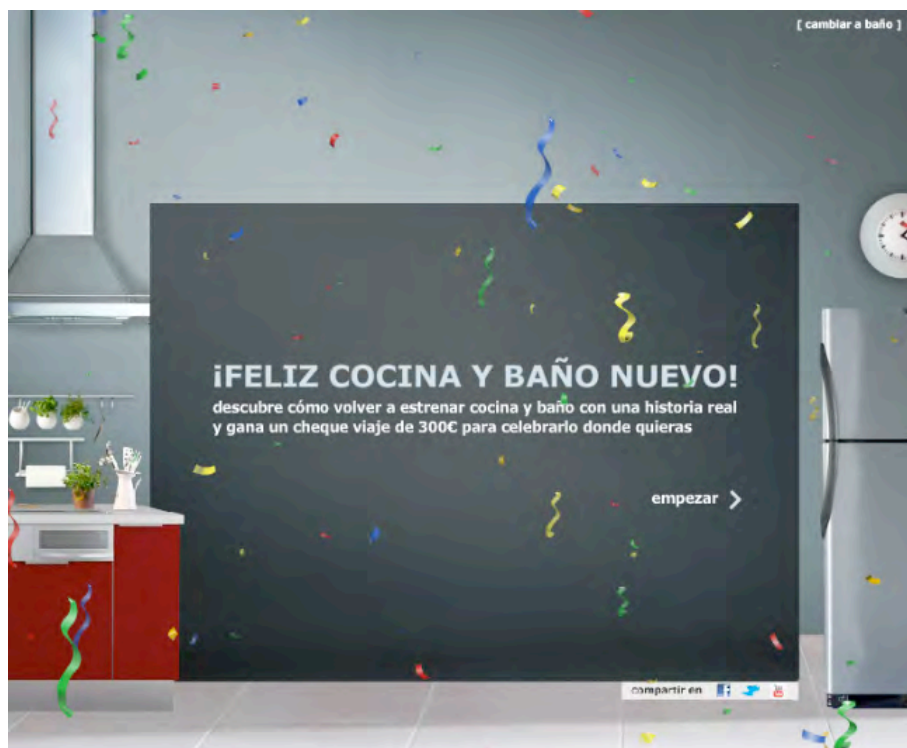 [ cambiar a baño ]
¡FELIZ COCINA Y BAÑO NUEVO!
descubre cómo volver a estrenar cocina y baño con una historia real
y gana un cheque viaje de 300€ para celebrarlo donde quieras
empezar
compartir en